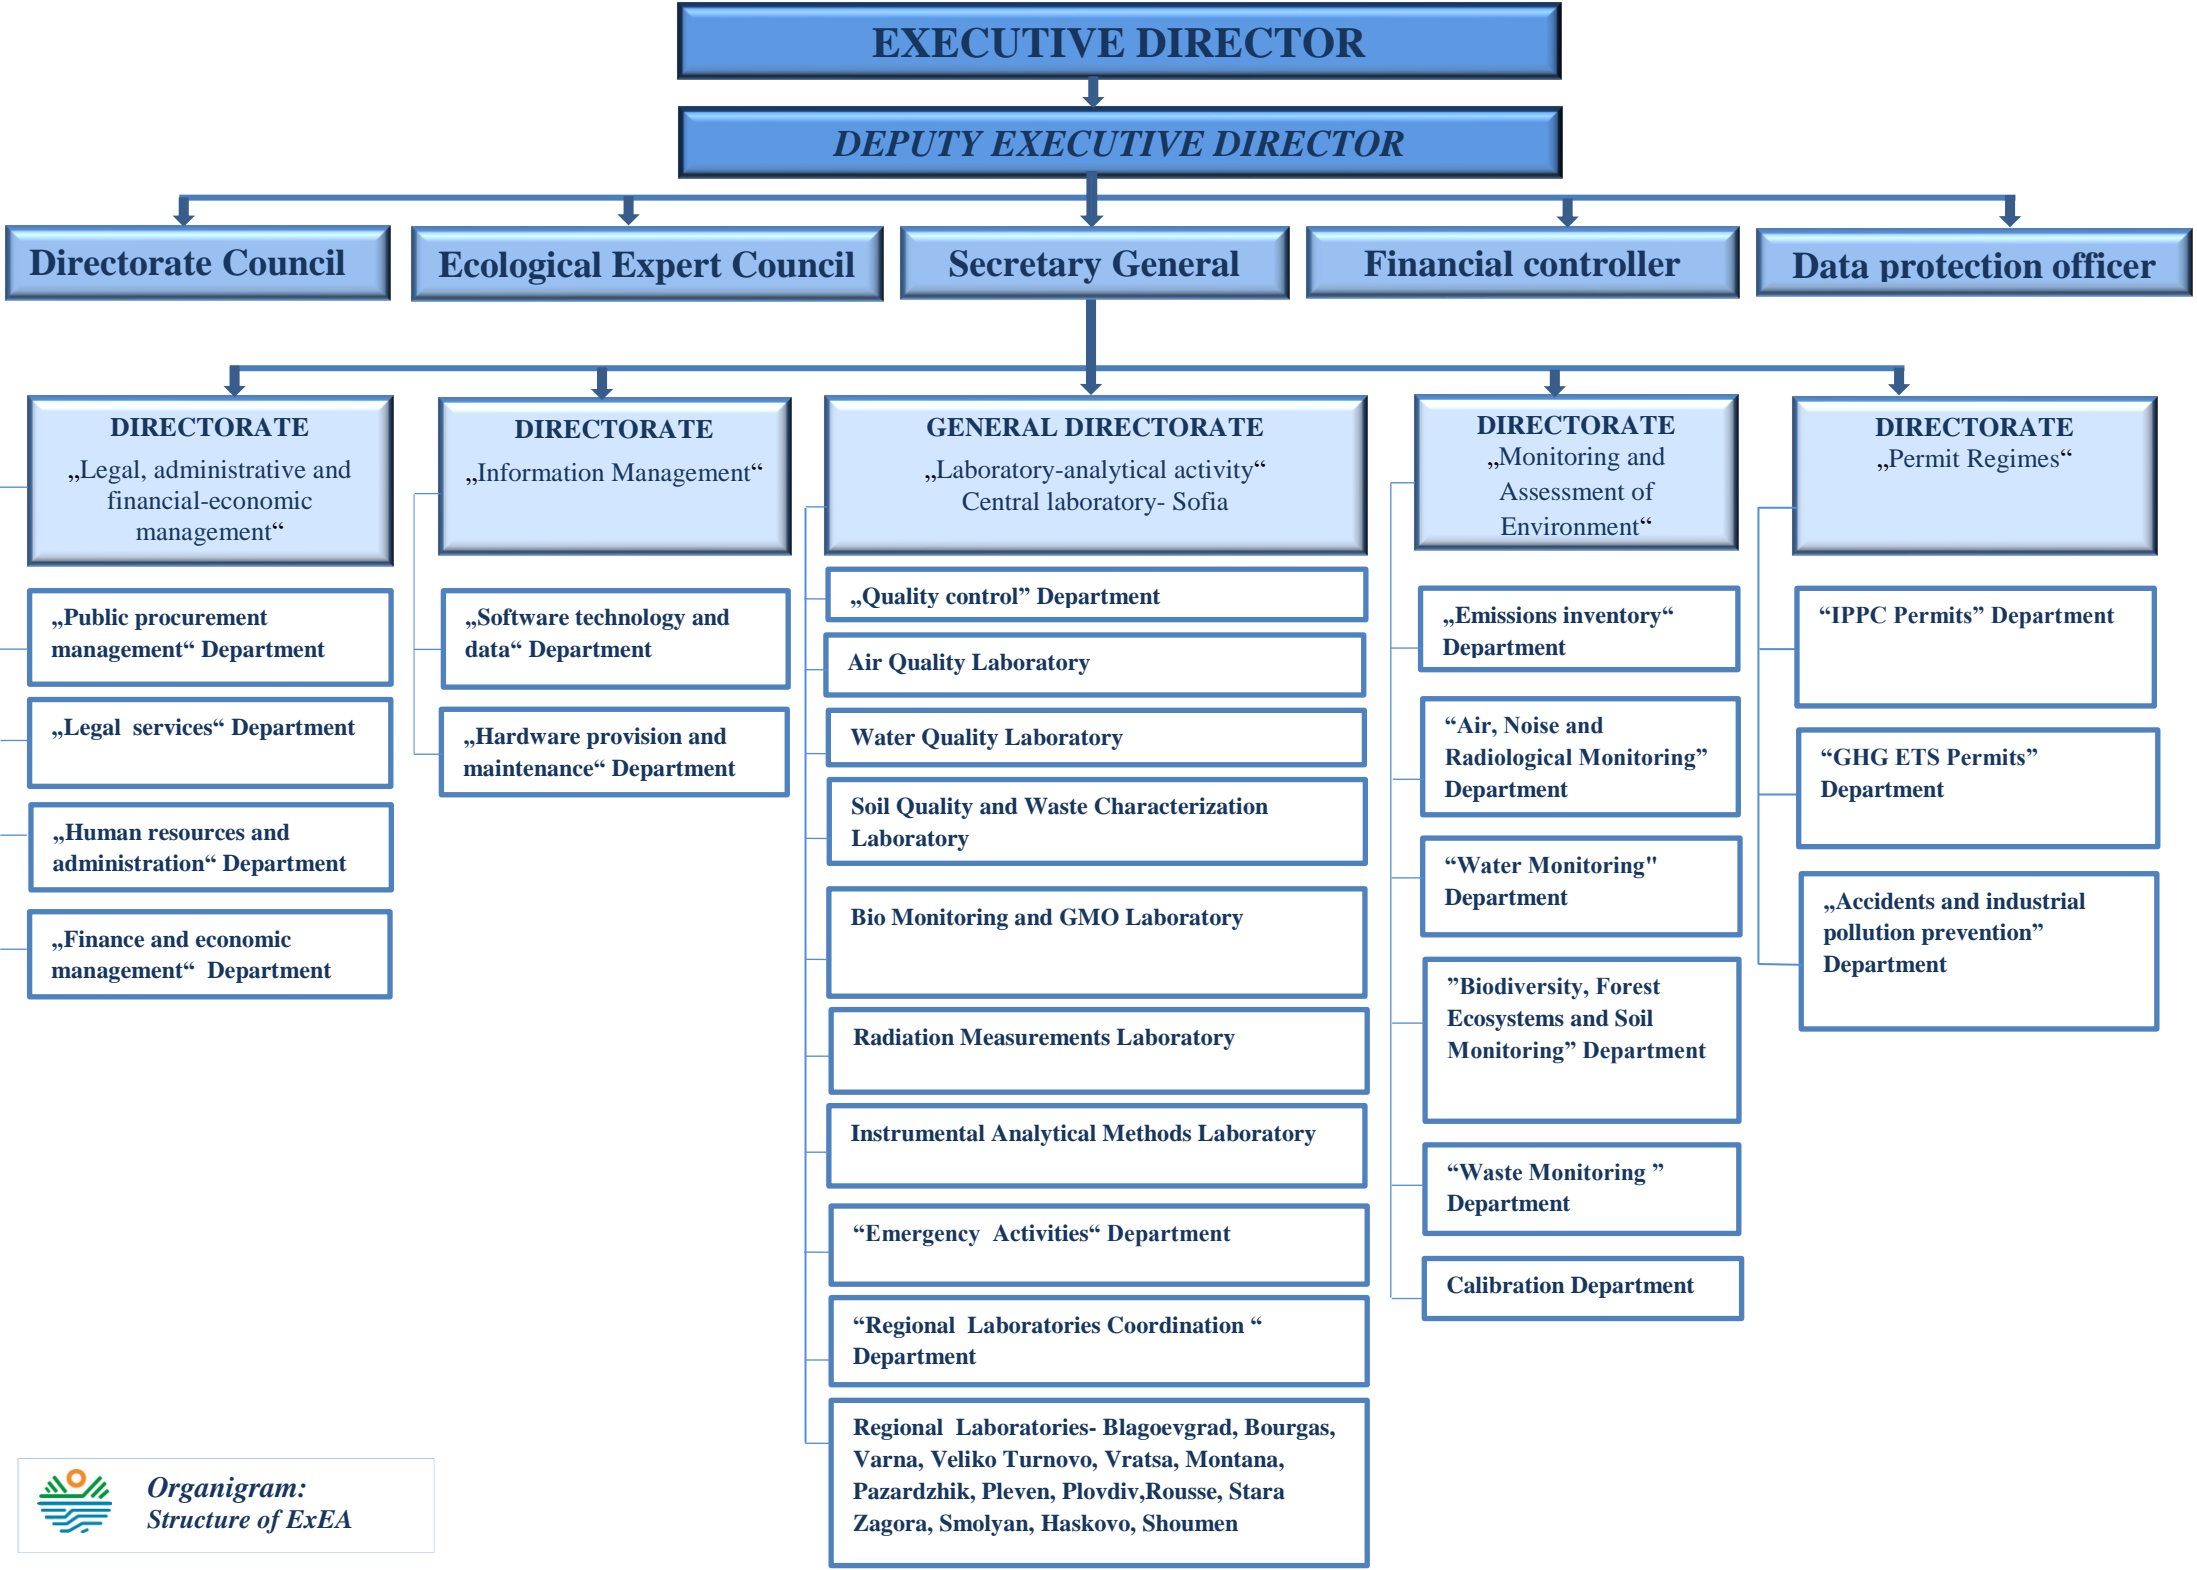 EXECUTIVE DIRECTOR
DEPUTY EXECUTIVE DIRECTOR
Directorate Council
Ecological Expert Council
Secretary General
Financial controller
Data protection officer
DIRECTORATE
„Legal, administrative and
financial-economic
management“
„Public procurement
management“ Department
„Legal services“ Department
„Human resources and
administration“ Department
„Finance and economic
management“ Department
DIRECTORATE
„Information Management“
„Software technology and
data“ Department
„Hardware provision and
maintenance“ Department
GENERAL DIRECTORATE
„Laboratory-analytical activity“
Central laboratory- Sofia
„Quality control” Department
Air Quality Laboratory
Water Quality Laboratory
Soil Quality and Waste Characterization
Laboratory
Bio Monitoring and GMO Laboratory
Radiation Measurements Laboratory
Instrumental Analytical Methods Laboratory
“Emergency Activities“ Department
“Regional Laboratories Coordination “
Department
Regional Laboratories- Blagoevgrad, Bourgas,
Varna, Veliko Turnovo, Vratsa, Montana,
Pazardzhik, Pleven, Plovdiv,Rousse, Stara
Zagora, Smolyan, Haskovo, Shoumen
DIRECTORATE
„Monitoring and
Assessment of
Environment“
„Emissions inventory“
Department
“Air, Noise and
Radiological Monitoring”
Department
“Water Monitoring"
Department
”Biodiversity, Forest
Ecosystems and Soil
Monitoring” Department
“Waste Monitoring ”
Department
Calibration Department
DIRECTORATE
„Permit Regimes“
“IPPC Permits” Department
“GHG ETS Permits”
Department
„Accidents and industrial
pollution prevention”
Department
Organigram:
Structure of ExEA